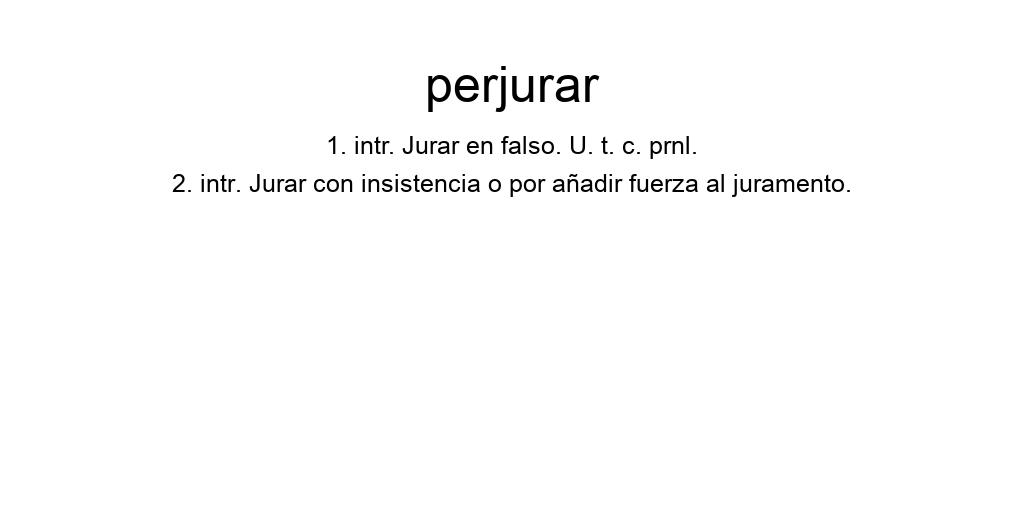 perjurar
1. intr. Jurar en falso. U. t. c. prnl.
2. intr. Jurar con insistencia o por añadir fuerza al juramento.